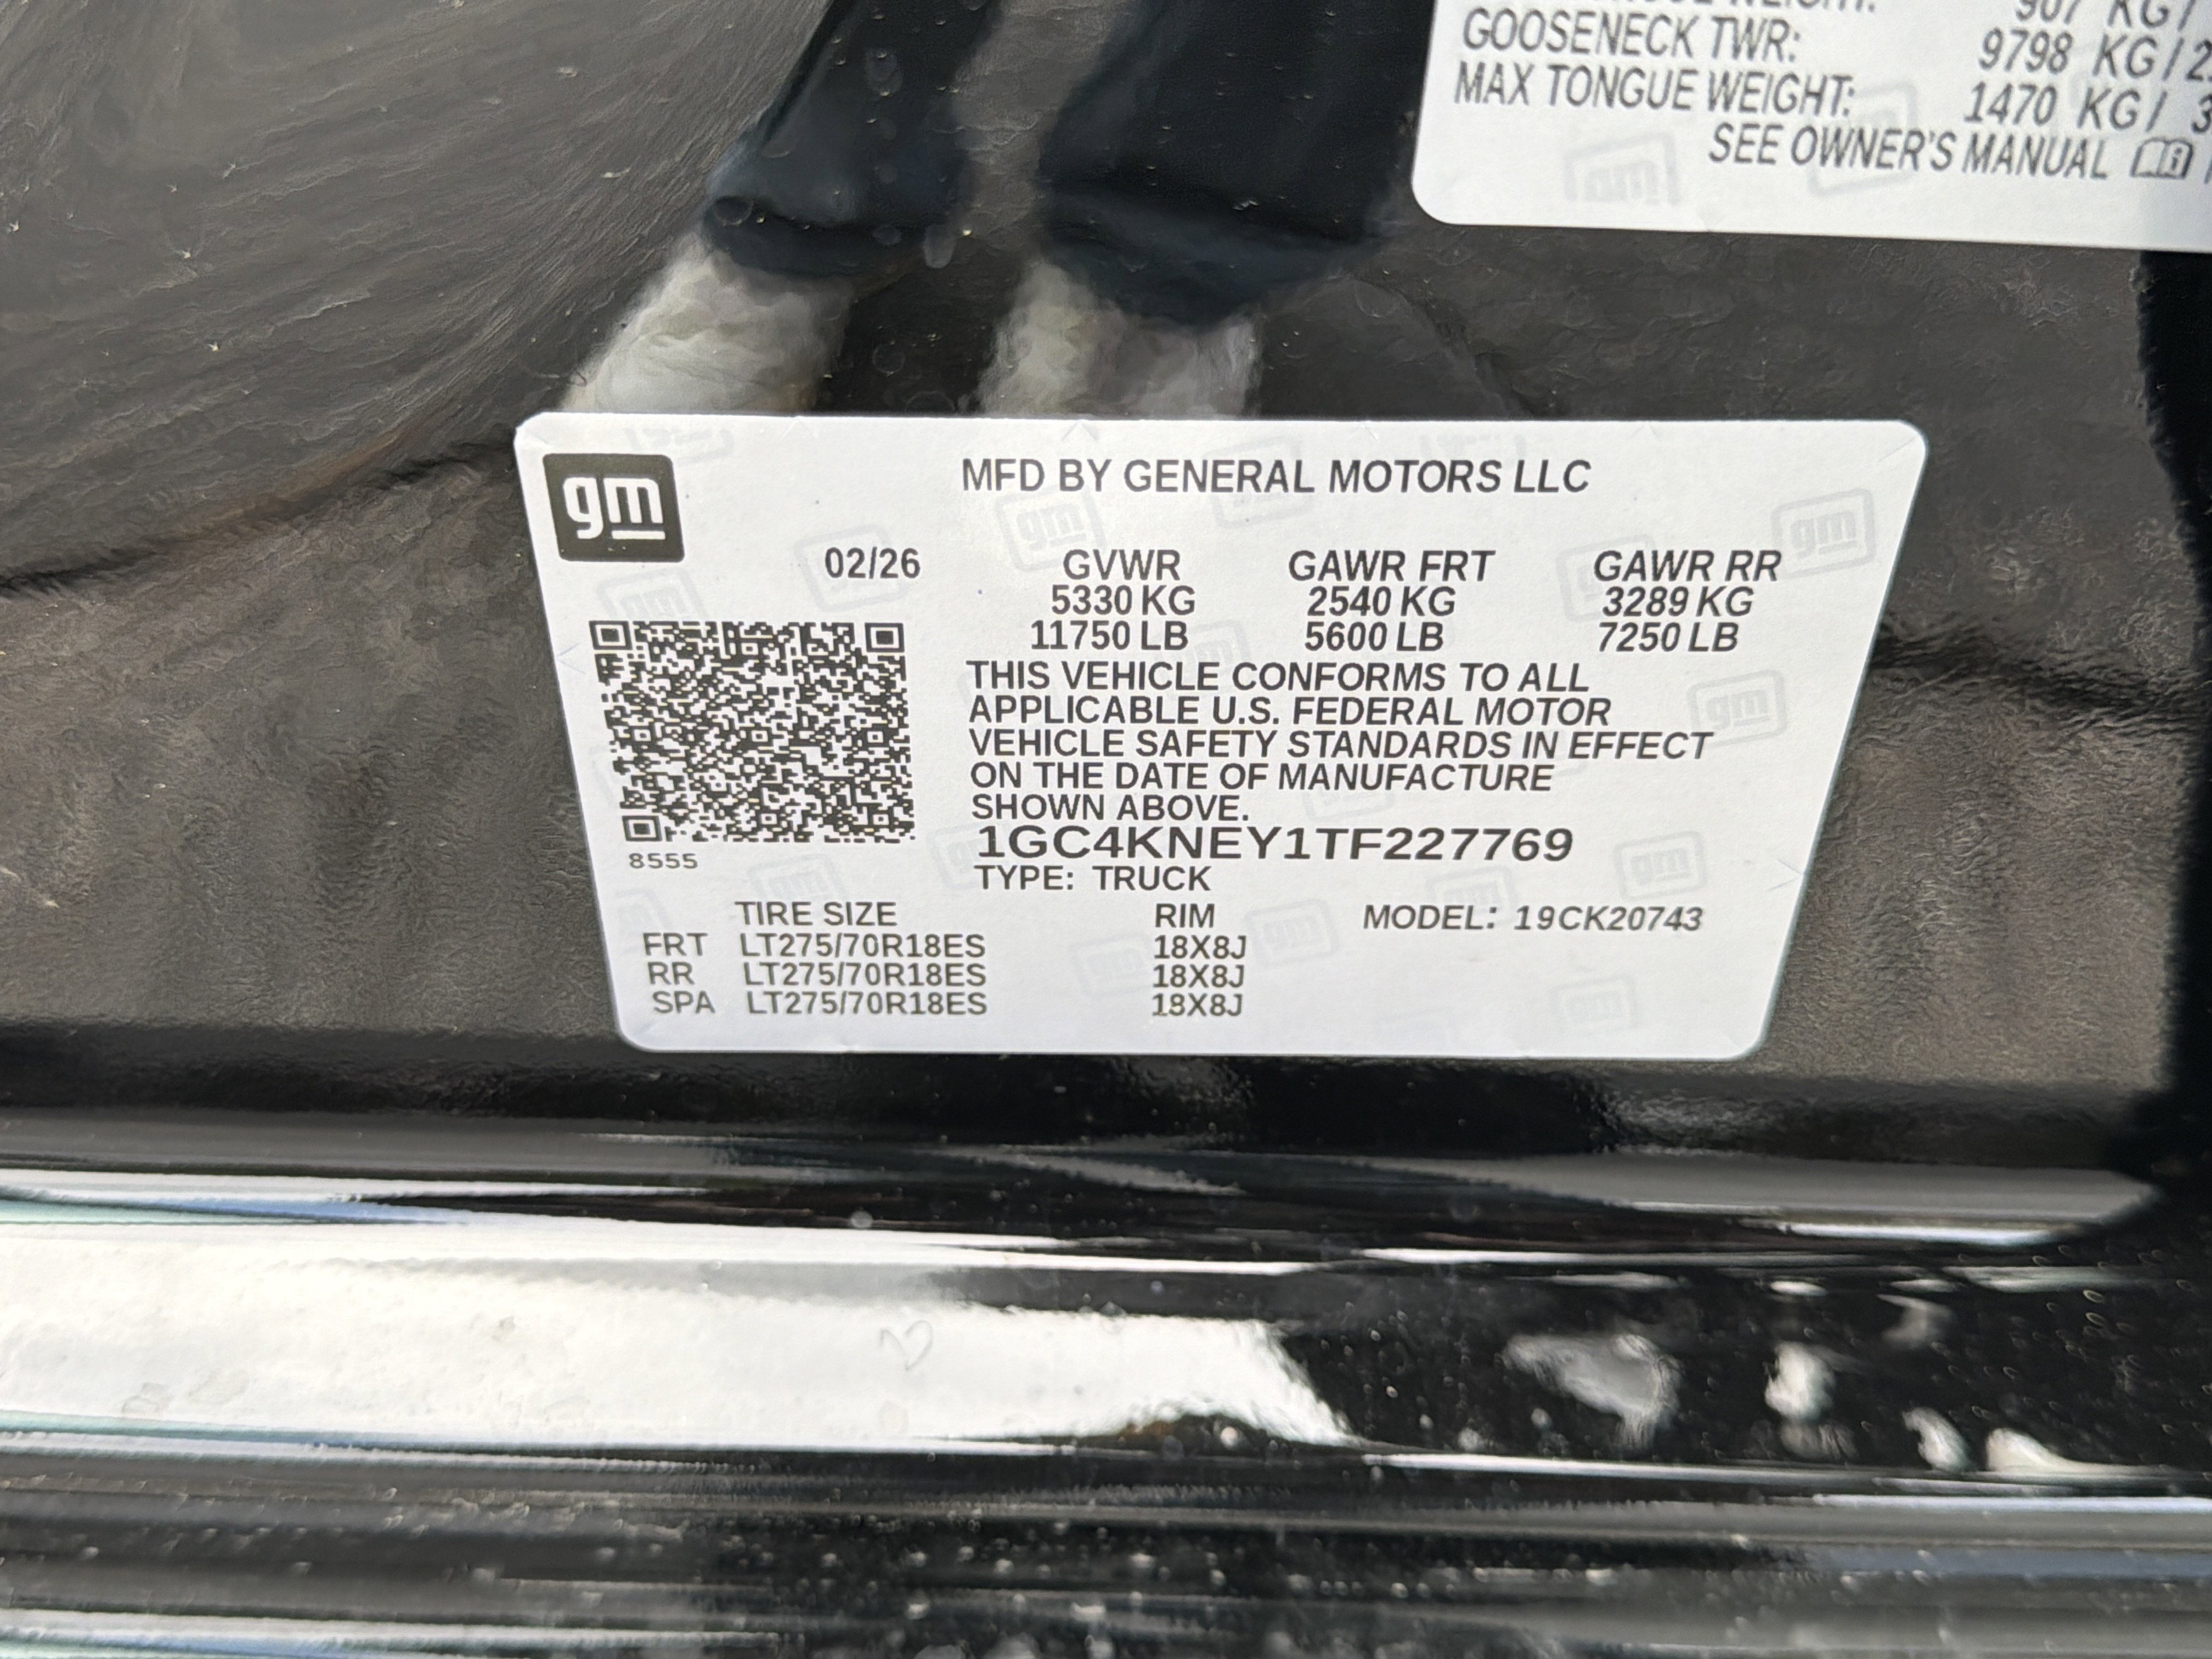 907 KG/
GOOSENECK TWR: 9798 KG/2
MAX TONGUE WEIGHT: 1470 KG/ 3
SEE OWNER'S MANUAL
gm
MFD BY GENERAL MOTORS LLC
02/26 GVWR GAWR FRT GAWR RR
5330 KG 2540 KG 3289 KG
11750 LB 5600 LB 7250 LB
THIS VEHICLE CONFORMS TO ALL
APPLICABLE U.S. FEDERAL MOTOR
VEHICLE SAFETY STANDARDS IN EFFECT
ON THE DATE OF MANUFACTURE
SHOWN ABOVE.
1GC4KNEY1TF227769
8555
TYPE: TRUCK
TIRE SIZE RIM MODEL: 19CK20743
FRT LT275/70R18ES 18X8J
RR LT275/70R18ES 18X8J
SPA LT275/70R18ES 18X8J